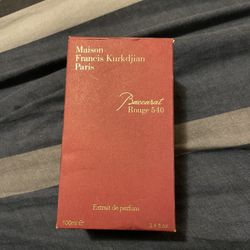 Maison
Francis Kurkdjian
Paris
Baccarat
Rouge 540
Extrait de parfum
100ml ℮ 3.4 fl.oz